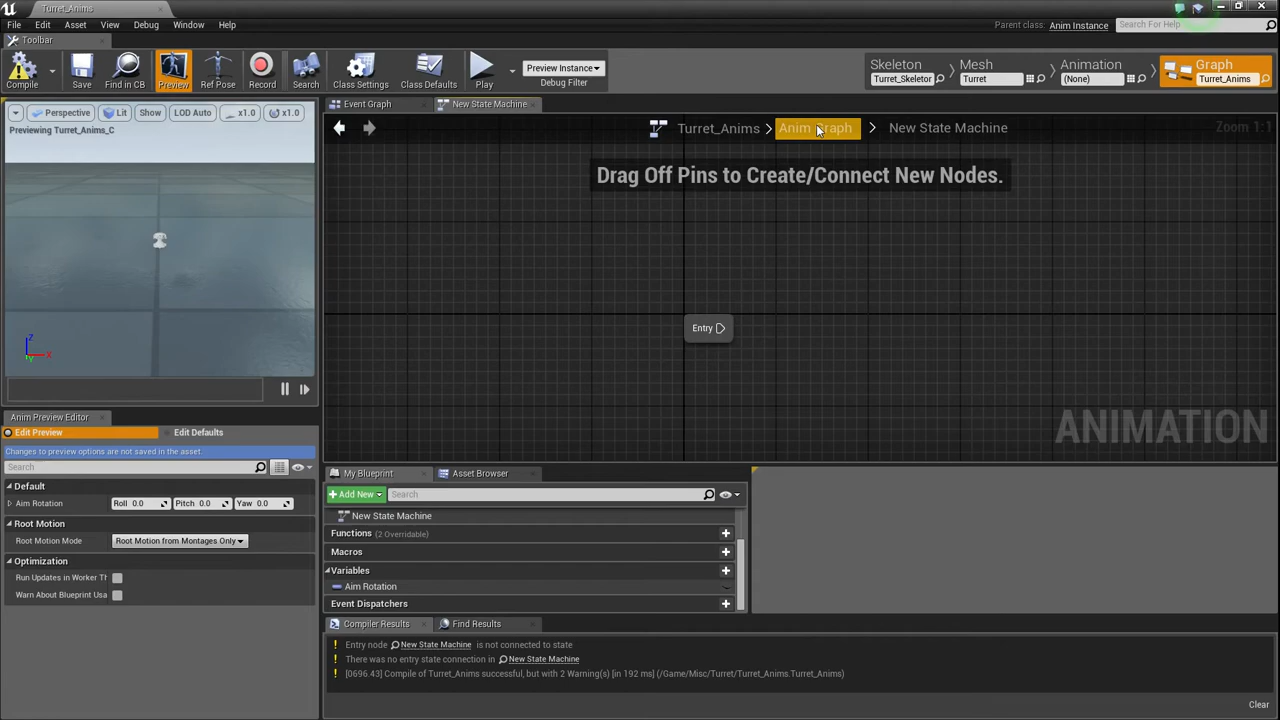 Turret_Anims
File Edit Asset View Debug Window Help
Parent class: Anim Instance
Search For Help
Toolbar
Compile Save Find in CB Preview Ref Pose Record Search Class Settings Class Defaults Play
Preview Instance
Debug Filter
Skeleton
Turret_Skeletor
Mesh
Turret
Animation
(None)
Graph
Turret_Anims
Perspective Lit Show LOD Auto x1.0 x1.0
Previewing Turret_Anims_C
Event Graph
New State Machine
Turret_Anims > Anim Graph > New State Machine
Zoom 1:1
Drag Off Pins to Create/Connect New Nodes.
Entry
ANIMATION
Z
X
Y
Anim Preview Editor
Edit Preview
Edit Defaults
Changes to preview options are not saved in the asset.
Search
Default
Aim Rotation Roll 0.0 Pitch 0.0 Yaw 0.0
Root Motion
Root Motion Mode Root Motion from Montages Only
Optimization
Run Updates in Worker Th
Warn About Blueprint Usa
My Blueprint
Asset Browser
+ Add New
Search
New State Machine
Functions (2 Overridable)
Macros
Variables
Aim Rotation
Event Dispatchers
Compiler Results
Find Results
Entry node New State Machine is not connected to state
There was no entry state connection in New State Machine
[0696.43] Compile of Turret_Anims successful, but with 2 Warning(s) [in 192 ms] (/Game/Misc/Turret/Turret_Anims.Turret_Anims)
Clear